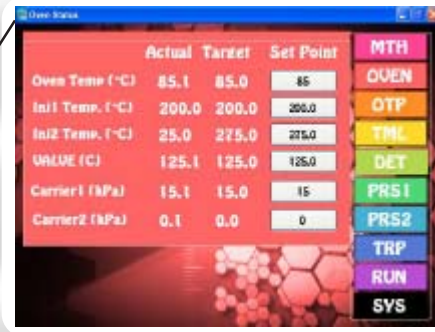 Oven Status
Actual Target Set Point
Oven Temp (°C) 85.1 85.0 85
Inj1 Temp. (°C) 200.0 200.0 200.0
Inj2 Temp. (°C) 25.0 275.0 275.0
VALVE (C) 125.1 125.0 125.0
Carrier1 (kPa) 15.1 15.0 15
Carrier2 (kPa) 0.1 0.0 0
MTH
OVEN
OTP
TML
DET
PRS1
PRS2
TRP
RUN
SYS